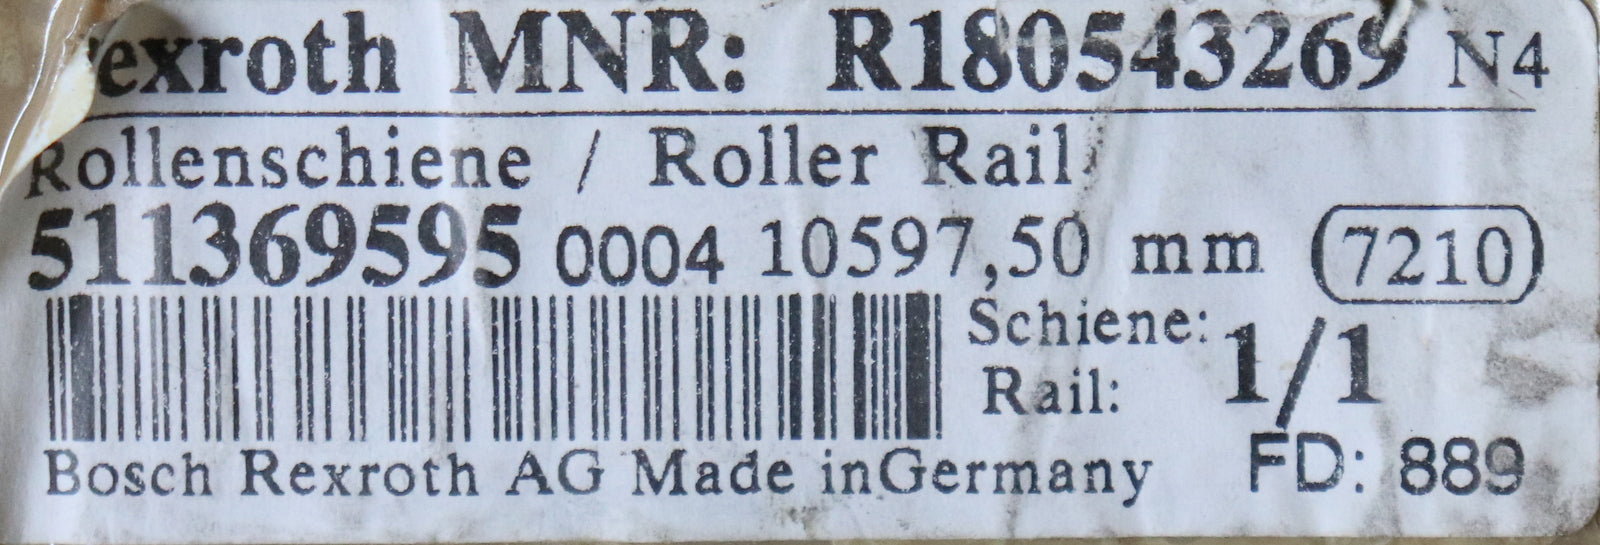 rexroth MNR: R180543269 N4
Rollenschiene / Roller Rail
511369595 0004 10597,50 mm 7210
Schiene: 1/1
Rail:
Bosch Rexroth AG Made inGermany FD: 889